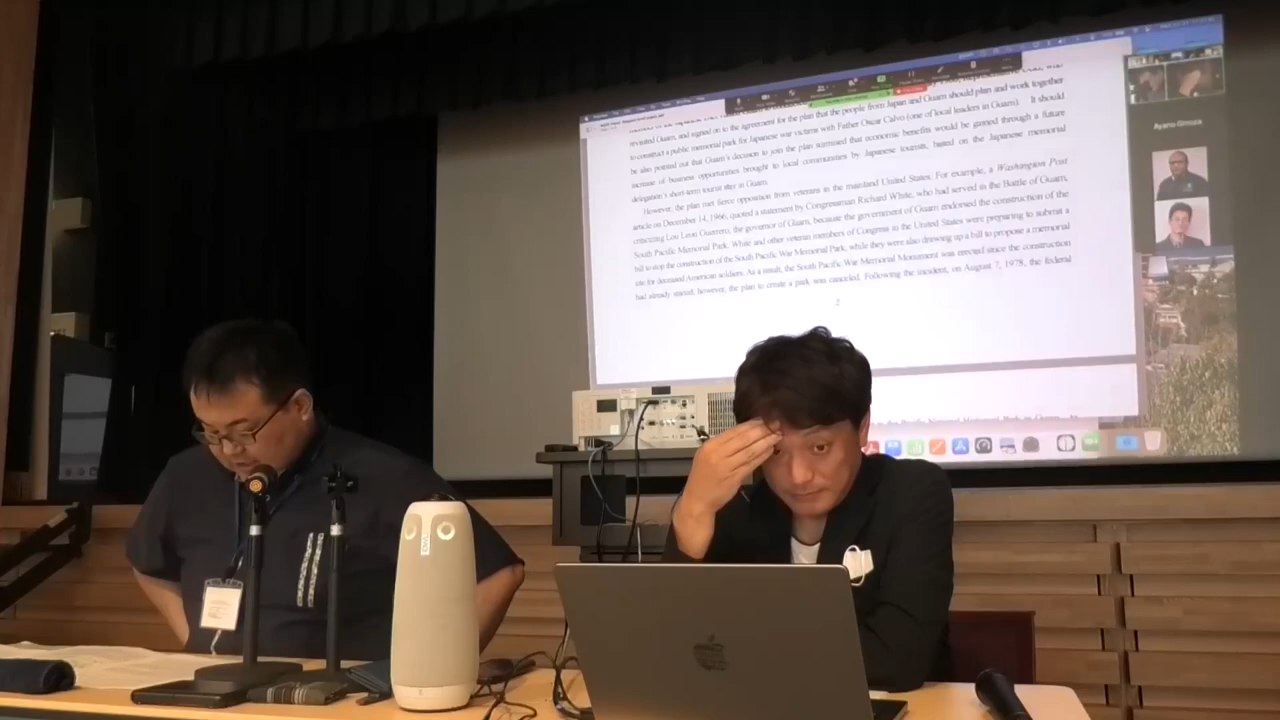 revisited Guam, and signed on to the agreement for the plan that the people from Japan and Guam should plan and work together
to construct a public memorial park for Japanese war victims with Father Oscar Calvo (one of local leaders in Guam). It should
be also pointed out that Guam's decision to join the plan surmised that economic benefits would be gained through a future
increase of business opportunities brought to local communities by Japanese tourists, based on the Japanese memorial
delegation's short-term tourist stay in Guam.
However, the plan met fierce opposition from veterans in the mainland United States. For example, a Washington Post
article on December 14, 1966, quoted a statement by Congressman Richard White, who had served in the Battle of Guam,
criticizing Lou Leon Guerrero, the governor of Guam, because the government of Guam endorsed the construction of the
South Pacific Memorial Park. White and other veteran members of Congress in the United States were preparing to submit a
bill to stop the construction of the South Pacific War Memorial Park, while they were also drawing up a bill to propose a memorial
site for deceased American soldiers. As a result, the South Pacific War Memorial Monument was erected since the construction
had already started, however, the plan to create a park was canceled. Following the incident, on August 7, 1978, the federal
2
OWL